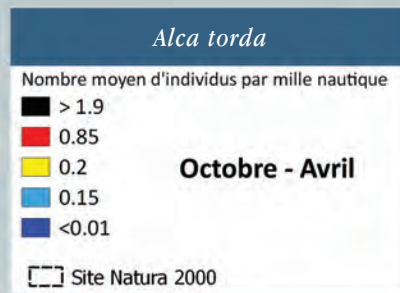 Alca torda
Nombre moyen d'individus par mille nautique
> 1.9
0.85
0.2
Octobre - Avril
0.15
<0.01
Site Natura 2000